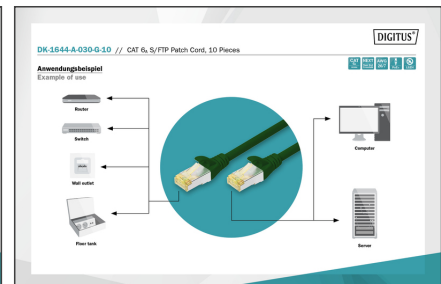 DIGITUS®
DK-1644-A-030-G-10 // CAT 6A S/FTP Patch Cord, 10 Pieces
Anwendungsbeispiel
Example of use
Router
Switch
Wall outlet
Floor tank
Computer
Server